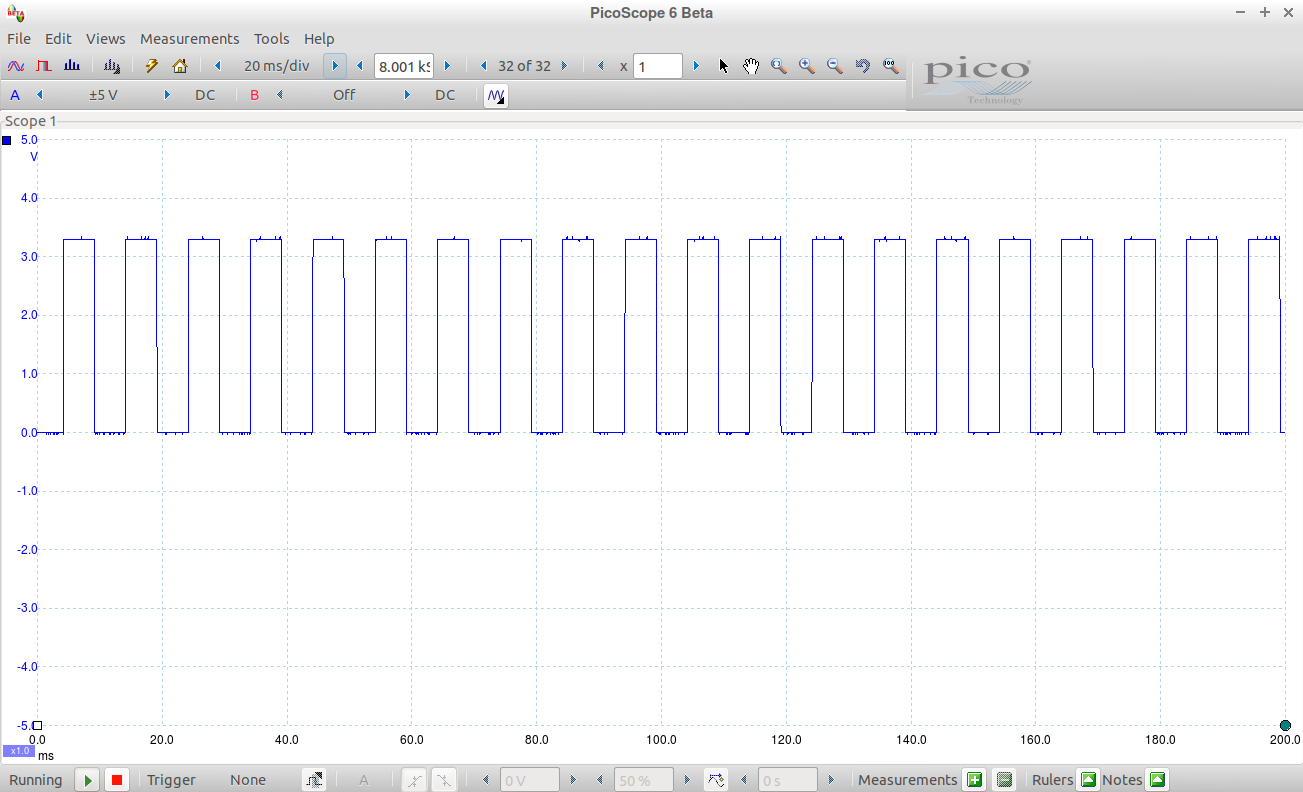 PicoScope 6 Beta
BETA
File Edit Views Measurements Tools Help
20 ms/div 8.001 kS 32 of 32 x 1
pico
Technology
A ±5 V DC B Off DC
Scope 1
5.0
V
4.0
3.0
2.0
1.0
0.0
-1.0
-2.0
-3.0
-4.0
-5.0
0.0 20.0 40.0 60.0 80.0 100.0 120.0 140.0 160.0 180.0 200.0
x1.0 ms
Running Trigger None A 0 V 50 % 0 s Measurements Rulers Notes